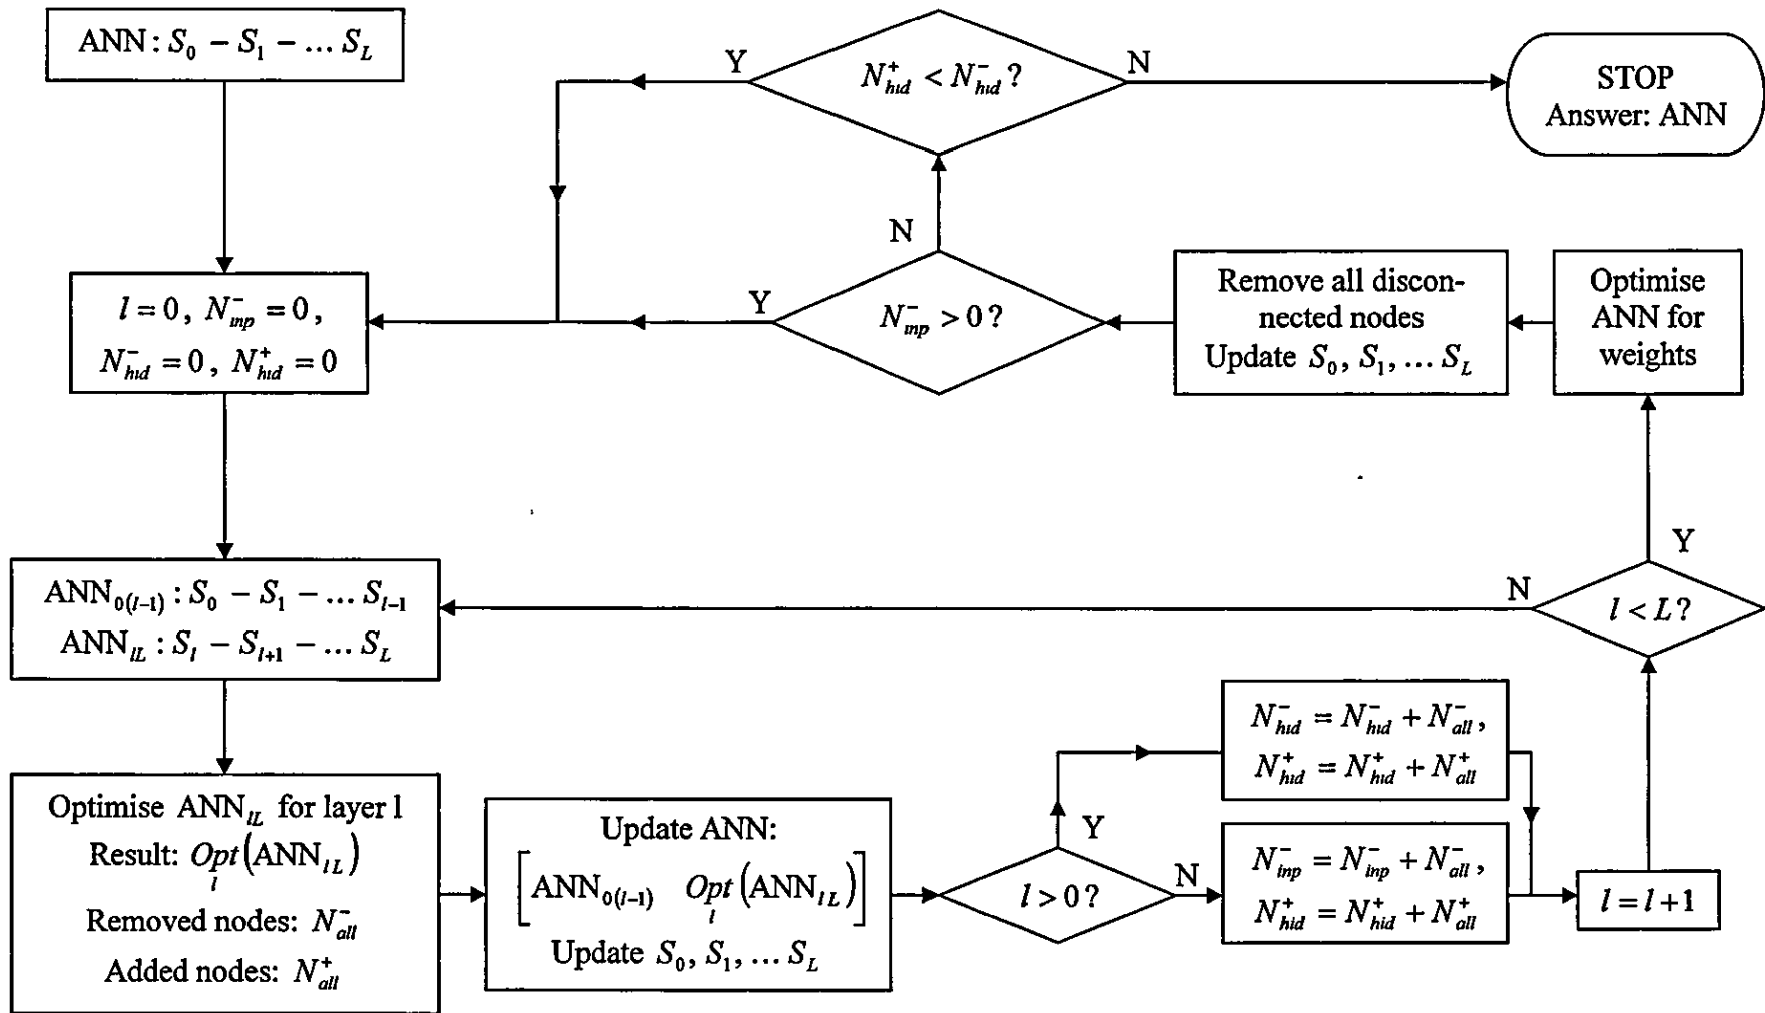 ANN: S₀ − S₁ − … S_L
l = 0, N⁻_inp = 0,
N⁻_hid = 0, N⁺_hid = 0
ANN₀₍ₗ₋₁₎: S₀ − S₁ − … Sₗ₋₁
ANN_lL: Sₗ − Sₗ₊₁ − … S_L
Optimise ANN_lL for layer l
Result: Opt_l(ANN_lL)
Removed nodes: N⁻_all
Added nodes: N⁺_all
Update ANN:
[ANN₀₍ₗ₋₁₎ Opt_l(ANN_lL)]
Update S₀, S₁, … S_L
l > 0?
Y
N
N⁻_hid = N⁻_hid + N⁻_all,
N⁺_hid = N⁺_hid + N⁺_all
N⁻_inp = N⁻_inp + N⁻_all,
N⁺_hid = N⁺_hid + N⁺_all
l = l + 1
l < L?
N
Y
Optimise
ANN for
weights
Remove all discon-
nected nodes
Update S₀, S₁, … S_L
N⁻_inp > 0?
Y
N
N⁺_hid < N⁻_hid?
Y
N
STOP
Answer: ANN